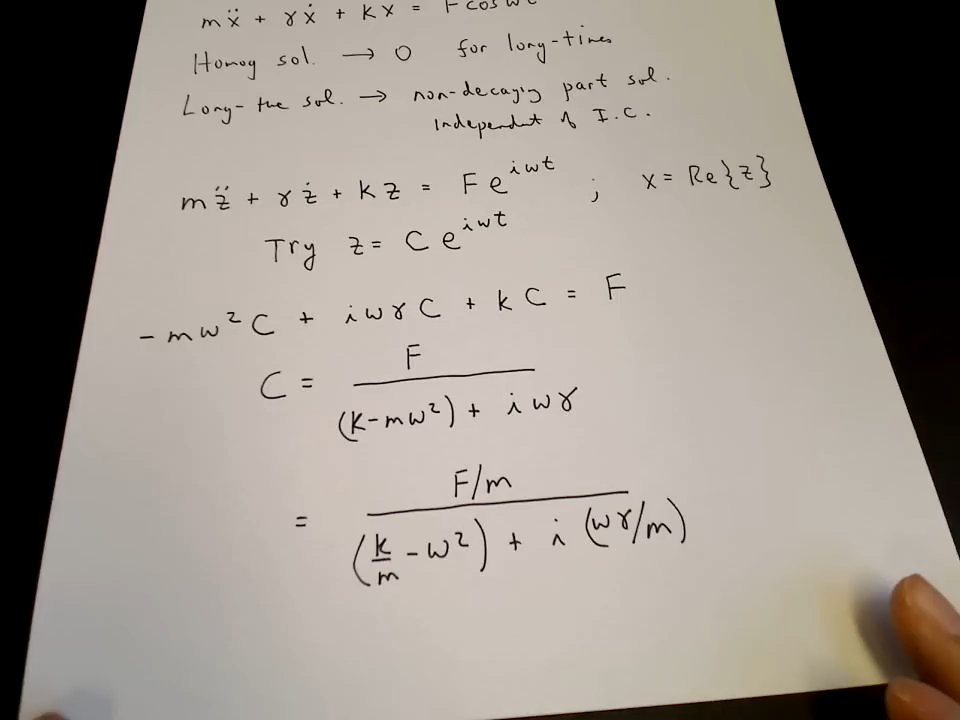 mẍ + γẋ + kx = F cos ωt
Homog sol. → 0 for long-times
Long-the sol. → non-decaying part sol.
Independent of I.C.
mz̈ + γż + kz = Fe^{iωt} ; x = Re{z}
Try z = Ce^{iωt}
-mω²C + iωγC + kC = F
C = F / ((k-mω²) + iωγ)
= F/m / ((k/m - ω²) + i(ωγ/m))